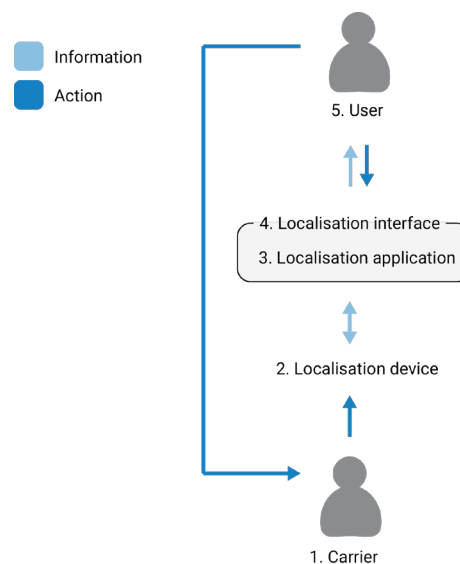 Information
Action
5. User
4. Localisation interface
3. Localisation application
2. Localisation device
1. Carrier